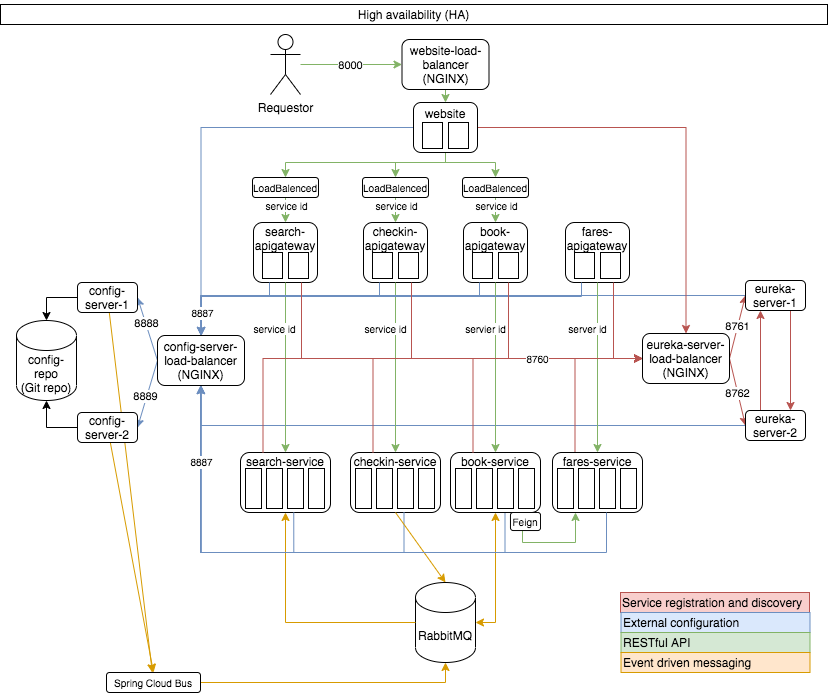 High availability (HA)
website-load-
balancer
(NGINX)
8000
Requestor
website
LoadBalenced
LoadBalenced
LoadBalenced
service id
service id
service id
search-
apigateway
checkin-
apigateway
book-
apigateway
fares-
apigateway
config-
server-1
eureka-
server-1
8887
8888
service id
service id
servier id
server id
8761
config-server-
load-balancer
(NGINX)
eureka-server-
load-balancer
(NGINX)
config-
repo
(Git repo)
8760
8889
8762
config-
server-2
eureka-
server-2
8887
search-service
checkin-service
book-service
fares-service
Feign
RabbitMQ
Service registration and discovery
External configuration
RESTful API
Event driven messaging
Spring Cloud Bus